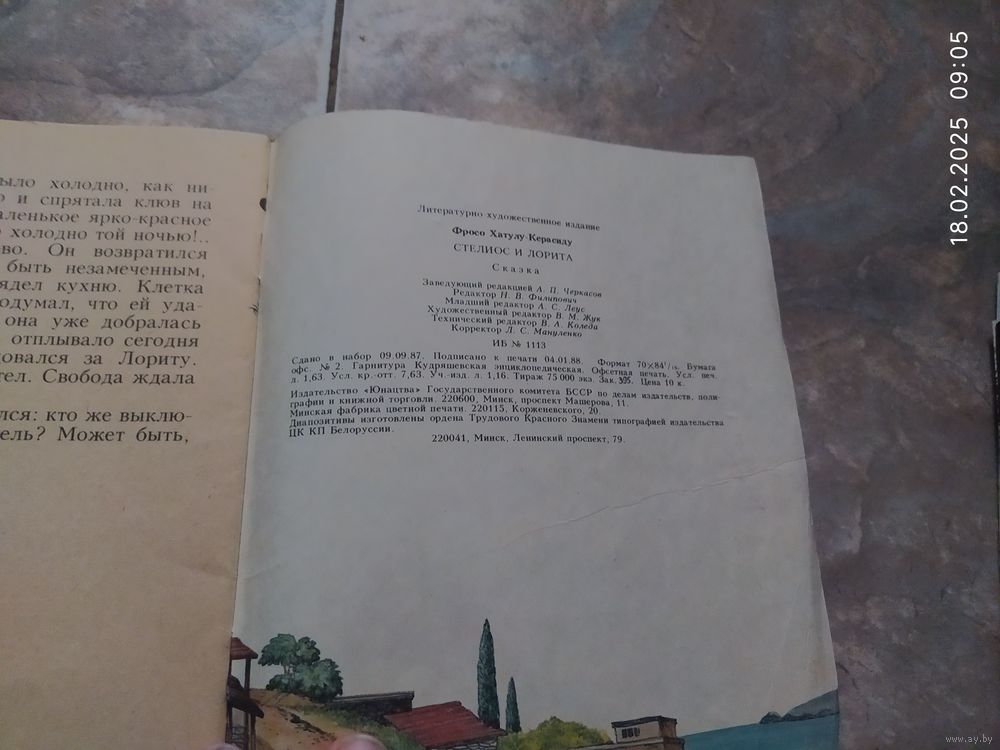 ыло холодно, как ни-
о и спрятала клюв на
аленькое ярко-красное
холодно той ночью!..
во. Он возвратился
быть незамеченным,
ядел кухню. Клетка
одумал, что ей уда-
она уже добралась
отплывало сегодня
овался за Лориту.
тел. Свобода ждала
лся: кто же выклю-
ель? Может быть,
Литературно-художественное издание
Фросо Хатулу-Керасиду
СТЕЛИОС И ЛОРИТА
Сказка
Заведующий редакцией А. П. Черкасов
Редактор Н. В. Филипович
Младший редактор А. С. Леус
Художественный редактор В. М. Жук
Технический редактор В. А. Коледа
Корректор Л. С. Мануленко
ИБ № 1113
Сдано в набор 09.09.87. Подписано к печати 04.01.88. Формат 70×84¹/₁₆. Бумага
офс. № 2. Гарнитура Кудряшевская энциклопедическая. Офсетная печать. Усл. печ.
л. 1,63. Усл. кр.-отт. 7,63. Уч.-изд. л. 1,16. Тираж 75 000 экз. Зак. 395. Цена 10 к.
Издательство «Юнацтва» Государственного комитета БССР по делам издательств, поли-
графии и книжной торговли. 220600, Минск, проспект Машерова, 11.
Минская фабрика цветной печати. 220115, Корженевского, 20.
Диапозитивы изготовлены ордена Трудового Красного Знамени типографией издательства
ЦК КП Белоруссии.
220041, Минск, Ленинский проспект, 79.
18.02.2025 09:05
www.ay.by